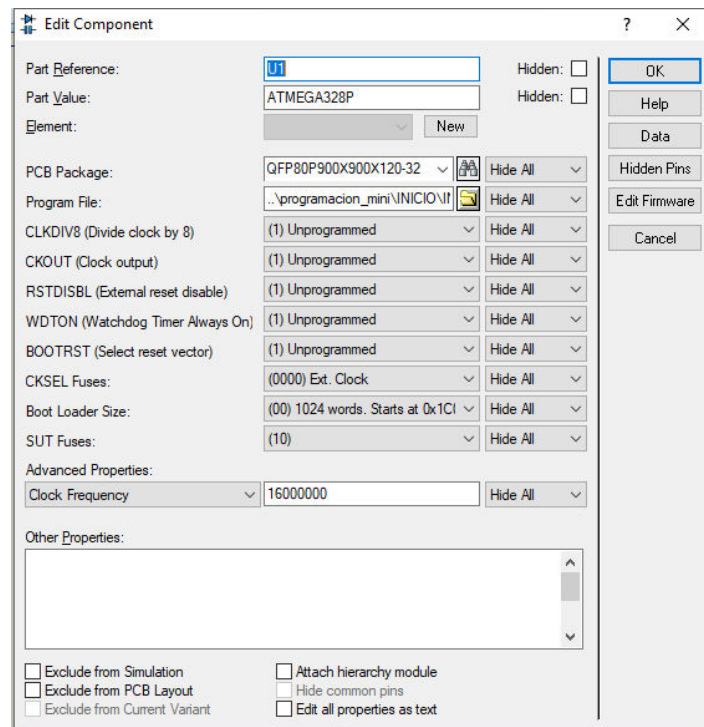 Edit Component ? ×
Part Reference: U1 Hidden: OK
Part Value: ATMEGA328P Hidden: Help
Element: New Data
PCB Package: QFP80P900X900X120-32 Hide All Hidden Pins
Program File: ..\programacion_mini\INICIO\ Hide All Edit Firmware
CLKDIV8 (Divide clock by 8) (1) Unprogrammed Hide All Cancel
CKOUT (Clock output) (1) Unprogrammed Hide All
RSTDISBL (External reset disable) (1) Unprogrammed Hide All
WDTON (Watchdog Timer Always On) (1) Unprogrammed Hide All
BOOTRST (Select reset vector) (1) Unprogrammed Hide All
CKSEL Fuses: (0000) Ext. Clock Hide All
Boot Loader Size: (00) 1024 words. Starts at Hide All
SUT Fuses: (10) Hide All
Advanced Properties:
Clock Frequency 16000000 Hide All
Other Properties:
Exclude from Simulation Attach hierarchy module
Exclude from PCB Layout Hide common pins
Exclude from Current Variant Edit all properties as text